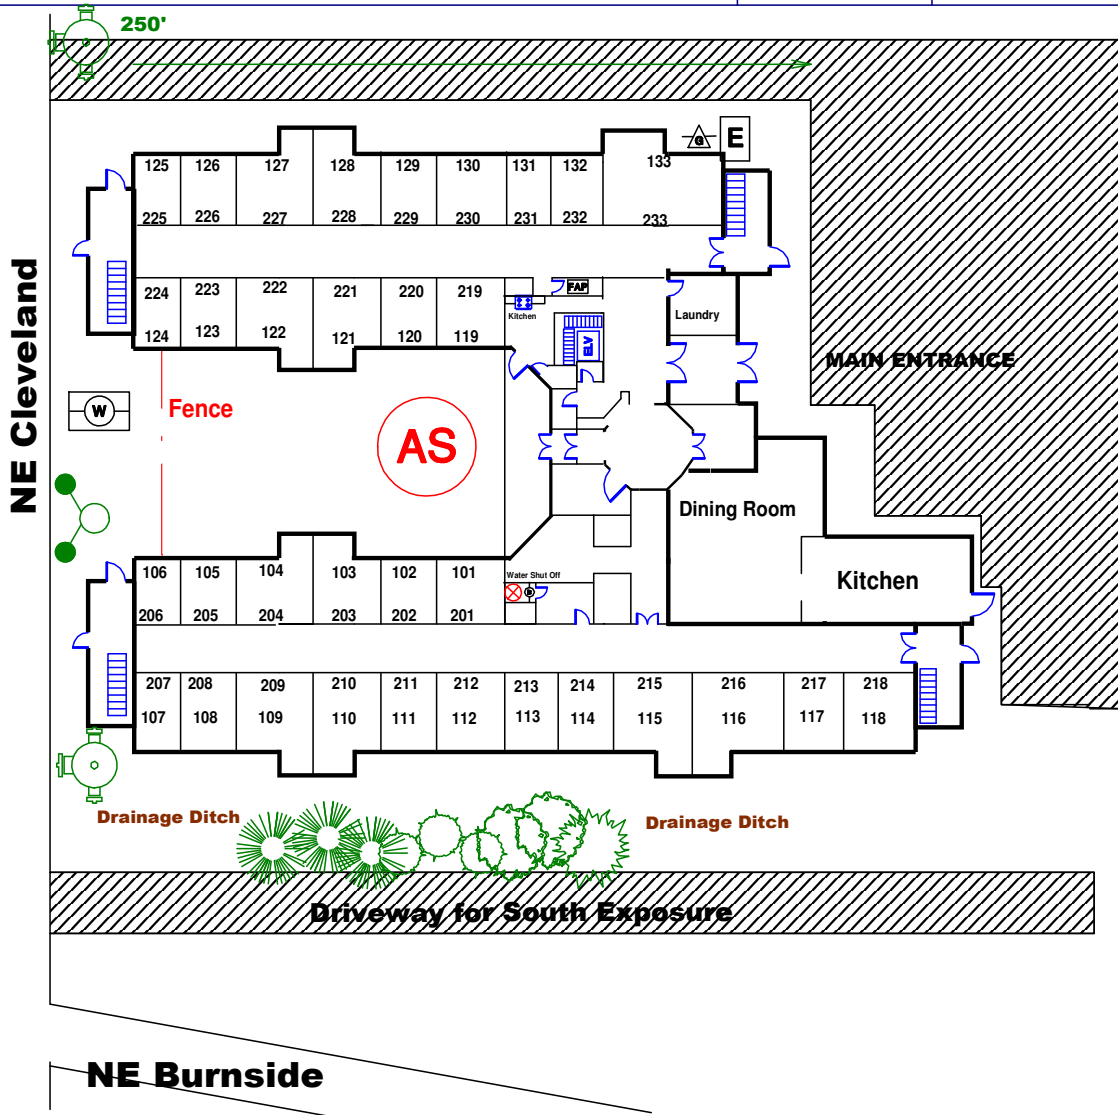 250'
G
E
125 126 127 128 129 130 131 132 133
225 226 227 228 229 230 231 232 233
224 223 222 221 220 219
FAP
Kitchen
Laundry
124 123 122 121 120 119
ELV
MAIN ENTRANCE
NE Cleveland
W
Fence
AS
Dining Room
106 105 104 103 102 101
Water Shut Off
Kitchen
206 205 204 203 202 201
207 208 209 210 211 212 213 214 215 216 217 218
107 108 109 110 111 112 113 114 115 116 117 118
Drainage Ditch
Drainage Ditch
Driveway for South Exposure
NE Burnside